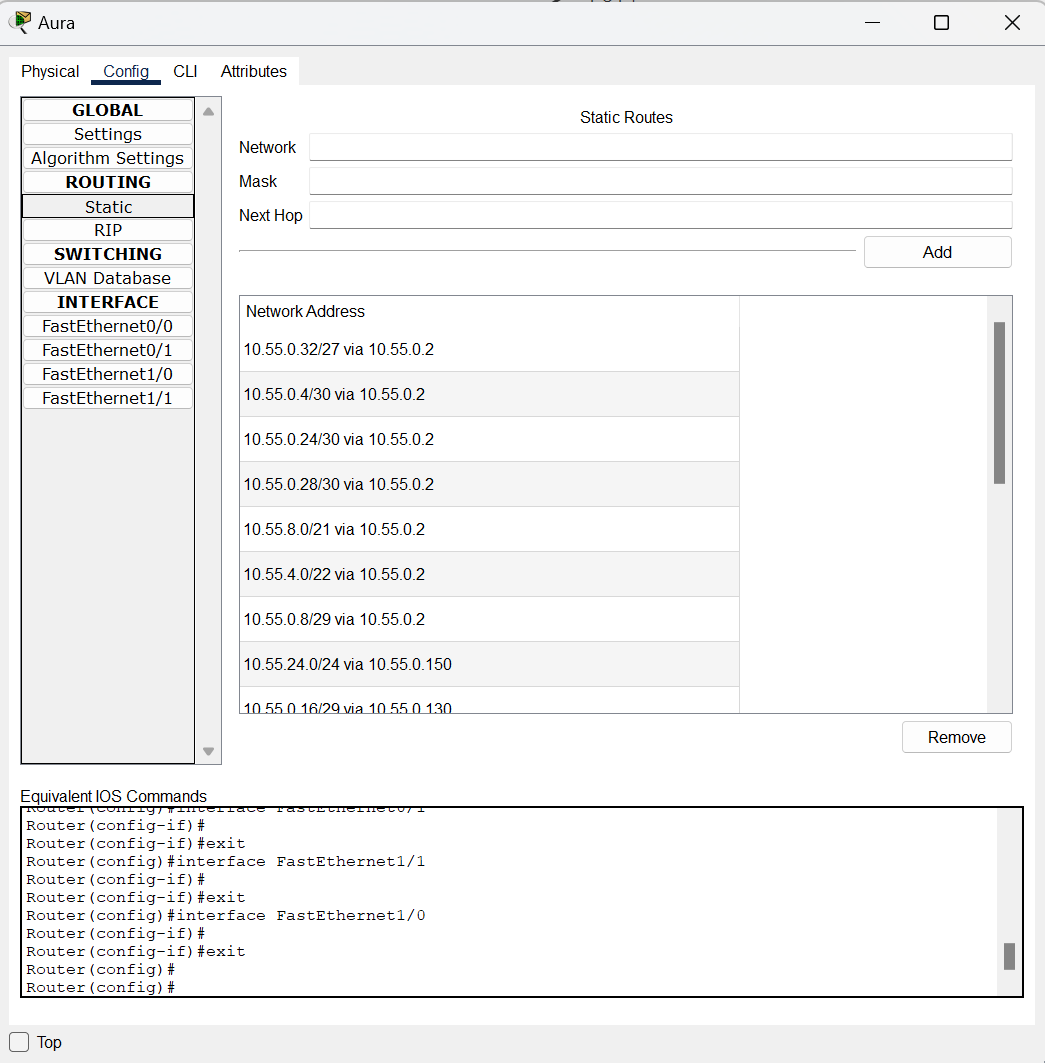 Aura
Physical Config CLI Attributes
GLOBAL
Settings
Algorithm Settings
ROUTING
Static
RIP
SWITCHING
VLAN Database
INTERFACE
FastEthernet0/0
FastEthernet0/1
FastEthernet1/0
FastEthernet1/1
Static Routes
Network
Mask
Next Hop
Add
Network Address
10.55.0.32/27 via 10.55.0.2
10.55.0.4/30 via 10.55.0.2
10.55.0.24/30 via 10.55.0.2
10.55.0.28/30 via 10.55.0.2
10.55.8.0/21 via 10.55.0.2
10.55.4.0/22 via 10.55.0.2
10.55.0.8/29 via 10.55.0.2
10.55.24.0/24 via 10.55.0.150
10.55.0.16/29 via 10.55.0.130
Remove
Equivalent IOS Commands
Router(config)#interface FastEthernet0/1
Router(config-if)#
Router(config-if)#exit
Router(config)#interface FastEthernet1/1
Router(config-if)#
Router(config-if)#exit
Router(config)#interface FastEthernet1/0
Router(config-if)#
Router(config-if)#exit
Router(config)#
Router(config)#
Top